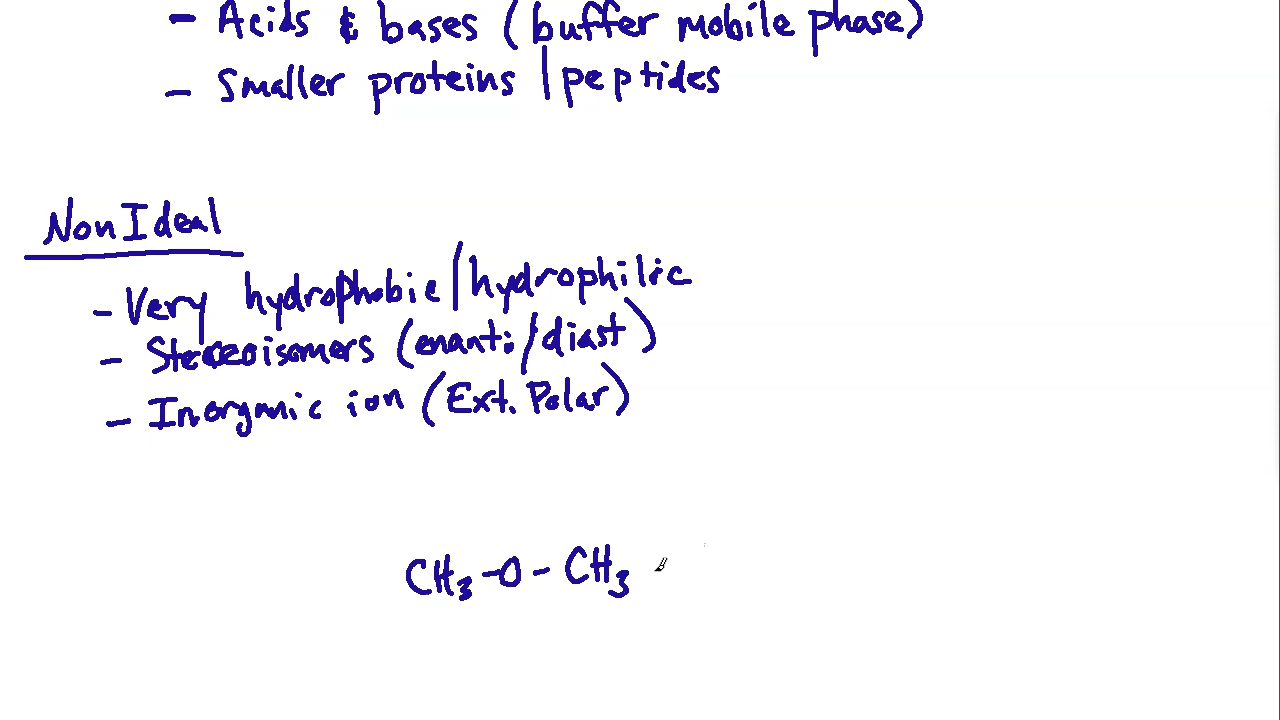 - Acids & bases (buffer mobile phase)
- Smaller proteins/peptides
NonIdeal
- Very hydrophobic/hydrophilic
- Stereoisomers (enanti/diast)
- Inorganic ion (Ext. Polar)
CH₃-O-CH₃